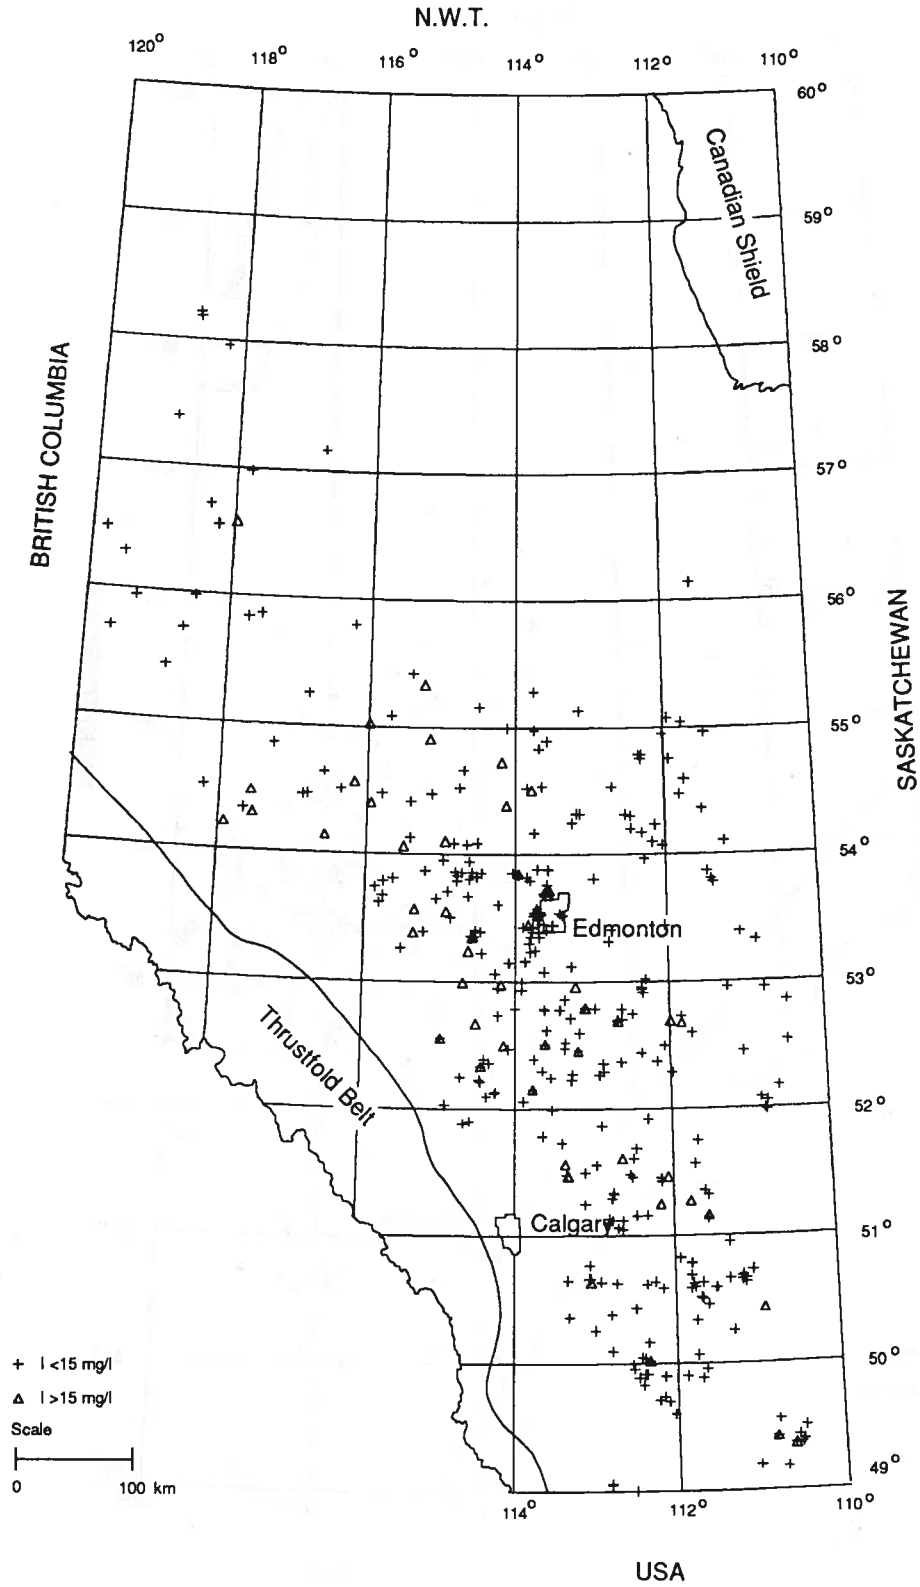 N.W.T.
120°
118°
116°
114°
112°
110°
60°
Canadian Shield
59°
58°
BRITISH COLUMBIA
57°
56°
SASKATCHEWAN
55°
54°
Edmonton
53°
Thrustfold Belt
52°
Calgary
51°
50°
+ I <15 mg/l
△ I >15 mg/l
Scale
0 100 km
49°
114°
112°
110°
USA